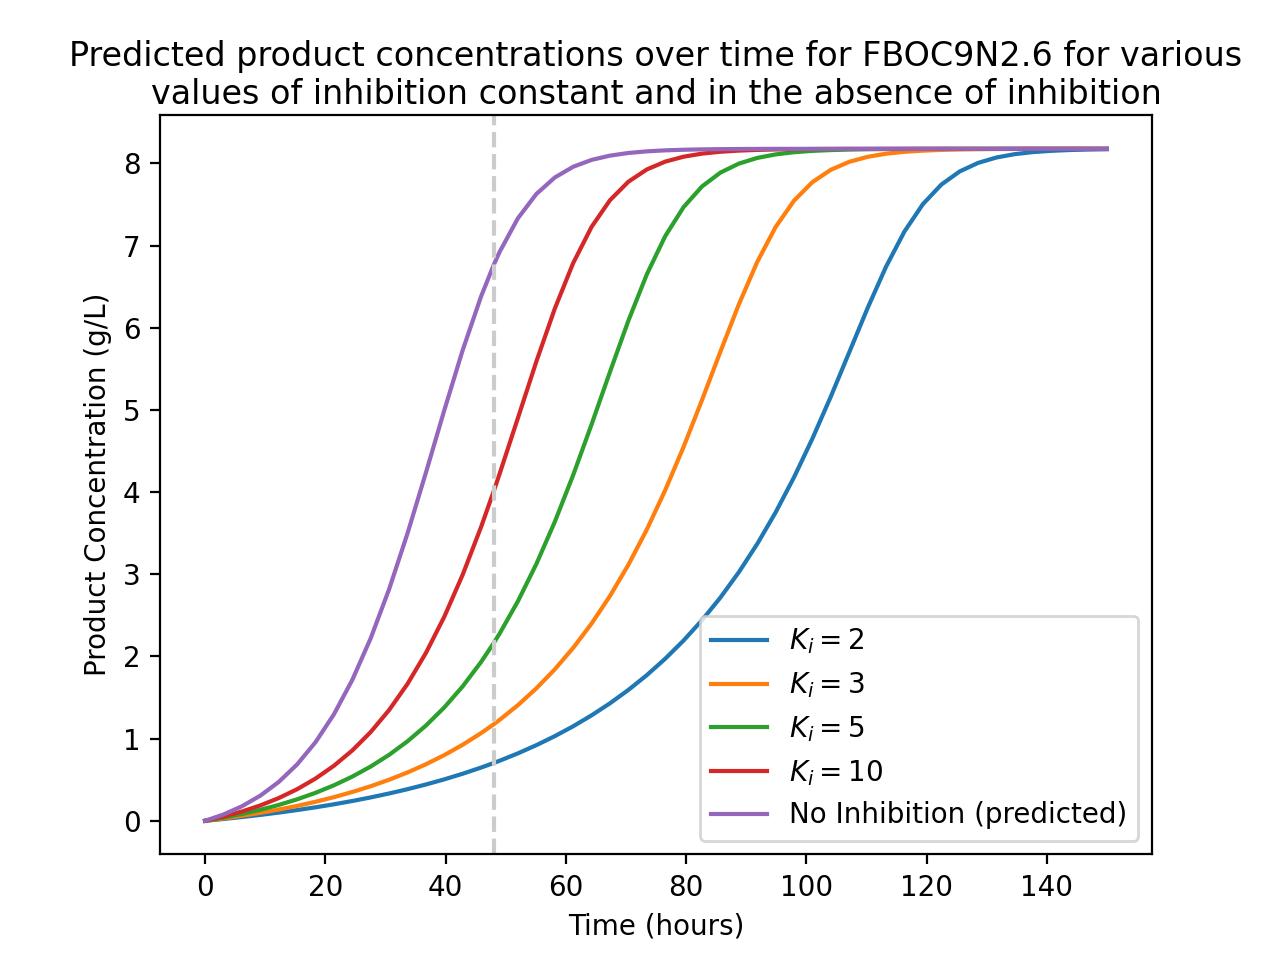 Predicted product concentrations over time for FBOC9N2.6 for various
values of inhibition constant and in the absence of inhibition
8
7
6
5
4
3
2
1
0
Product Concentration (g/L)
K_i = 2
K_i = 3
K_i = 5
K_i = 10
No Inhibition (predicted)
0 20 40 60 80 100 120 140
Time (hours)